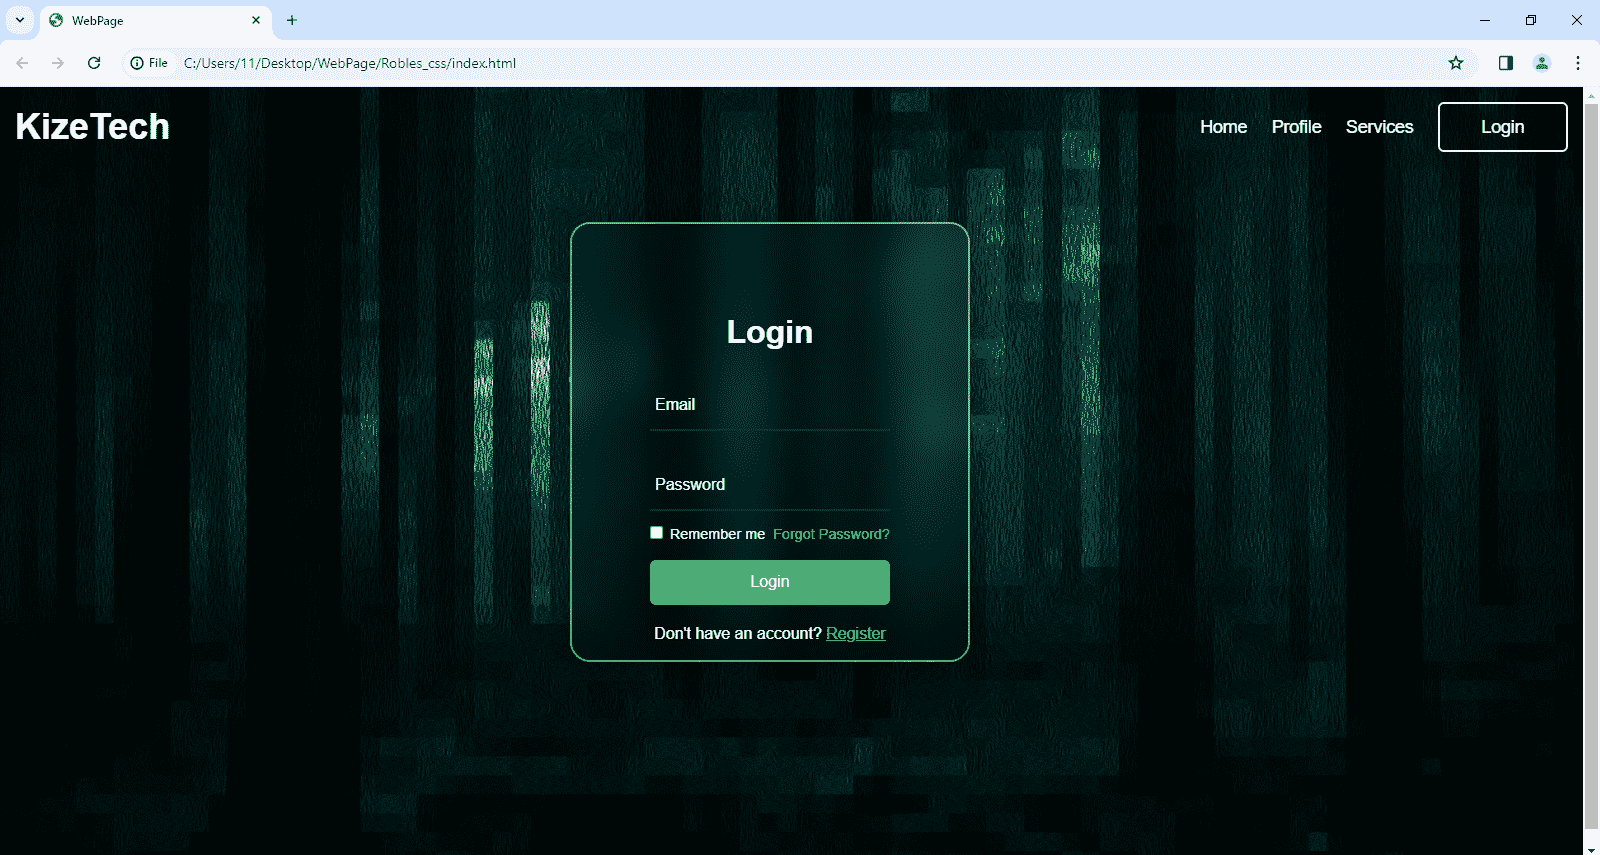 WebPage
File C:/Users/11/Desktop/WebPage/Robles_css/index.html
KizeTech
Home Profile Services Login
Login
Email
Password
Remember me Forgot Password?
Login
Don't have an account? Register